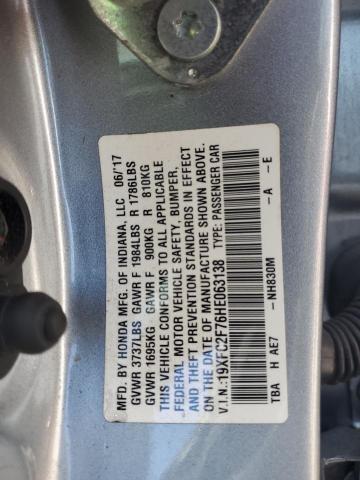 MFD. BY HONDA MFG. OF INDIANA, LLC 06/17
GVWR 3737LBS GAWR F 1984LBS R 1786LBS
GVWR 1695KG GAWR F 900KG R 810KG
THIS VEHICLE CONFORMS TO ALL APPLICABLE
FEDERAL MOTOR VEHICLE SAFETY, BUMPER,
AND THEFT PREVENTION STANDARDS IN EFFECT
ON THE DATE OF MANUFACTURE SHOWN ABOVE.
V.I.N.:19XFC2F76HE063138 TYPE: PASSENGER CAR
TBA H AE7 -NH830M -A -E